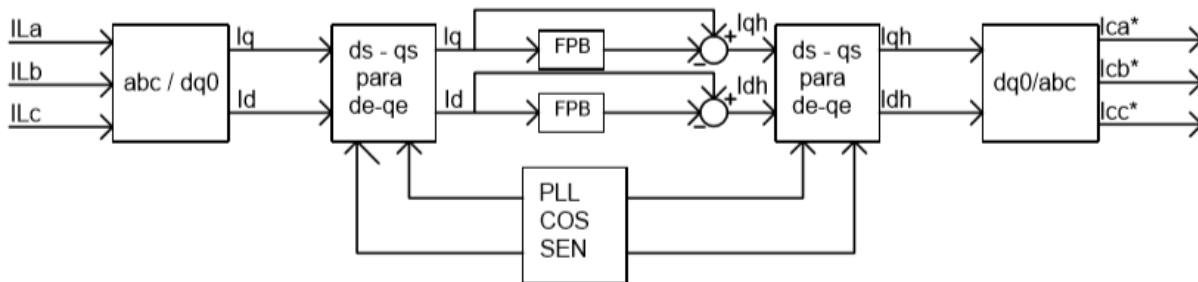 ILa
ILb
ILc
abc / dq0
Iq
Id
ds - qs
para
de-qe
Iq
Id
FPB
FPB
+
−
+
−
Iqh
Idh
ds - qs
para
de-qe
Iqh
Idh
dq0/abc
Ica*
Icb*
Icc*
PLL
COS
SEN